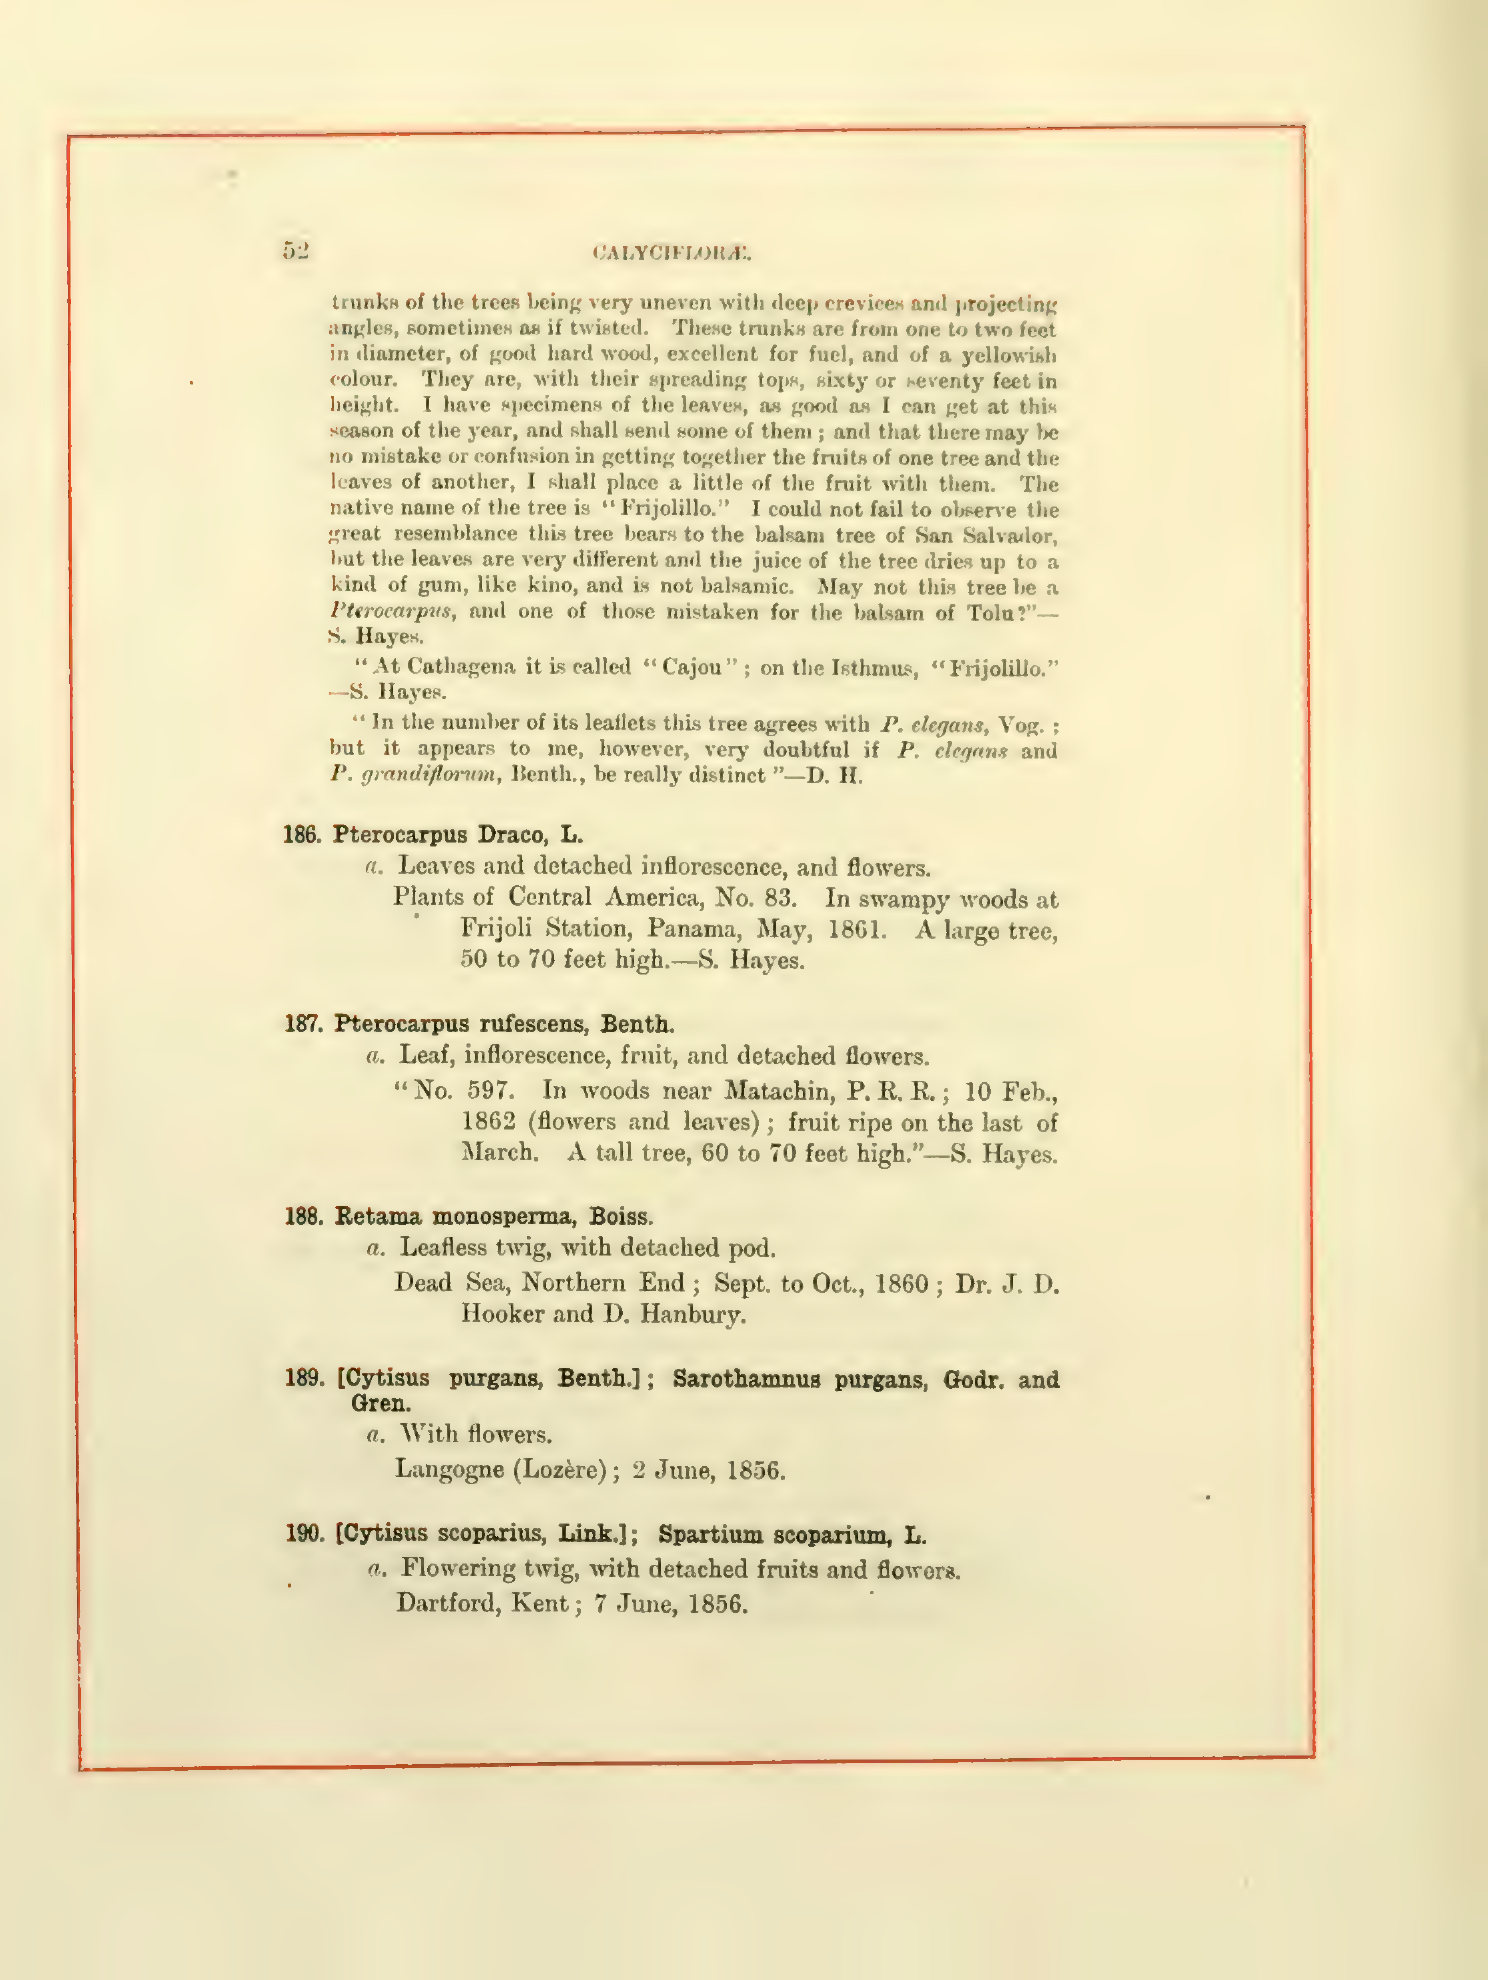 52 CALYCIFLORÆ.
trunks of the trees being very uneven with deep crevices and projecting
angles, sometimes as if twisted. These trunks are from one to two feet
in diameter, of good hard wood, excellent for fuel, and of a yellowish
colour. They are, with their spreading tops, sixty or seventy feet in
height. I have specimens of the leaves, as good as I can get at this
season of the year, and shall send some of them ; and that there may be
no mistake or confusion in getting together the fruits of one tree and the
leaves of another, I shall place a little of the fruit with them. The
native name of the tree is “Frijolillo.” I could not fail to observe the
great resemblance this tree bears to the balsam tree of San Salvador,
but the leaves are very different and the juice of the tree dries up to a
kind of gum, like kino, and is not balsamic. May not this tree be a
Pterocarpus, and one of those mistaken for the balsam of Tolu?”—
S. Hayes.
“At Cathagena it is called “Cajou” ; on the Isthmus, “Frijolillo.”
—S. Hayes.
“In the number of its leaflets this tree agrees with P. elegans, Vog. ;
but it appears to me, however, very doubtful if P. elegans and
P. grandiflorum, Benth., be really distinct”—D. H.
186. Pterocarpus Draco, L.
a. Leaves and detached inflorescence, and flowers.
Plants of Central America, No. 83. In swampy woods at
Frijoli Station, Panama, May, 1861. A large tree,
50 to 70 feet high.—S. Hayes.
187. Pterocarpus rufescens, Benth.
a. Leaf, inflorescence, fruit, and detached flowers.
“No. 597. In woods near Matachin, P. R. R. ; 10 Feb.,
1862 (flowers and leaves) ; fruit ripe on the last of
March. A tall tree, 60 to 70 feet high.”—S. Hayes.
188. Retama monosperma, Boiss.
a. Leafless twig, with detached pod.
Dead Sea, Northern End ; Sept. to Oct., 1860 ; Dr. J. D.
Hooker and D. Hanbury.
189. [Cytisus purgans, Benth.] ; Sarothamnus purgans, Godr. and
Gren.
a. With flowers.
Langogne (Lozère) ; 2 June, 1856.
190. [Cytisus scoparius, Link.] ; Spartium scoparium, L.
a. Flowering twig, with detached fruits and flowers.
Dartford, Kent ; 7 June, 1856.